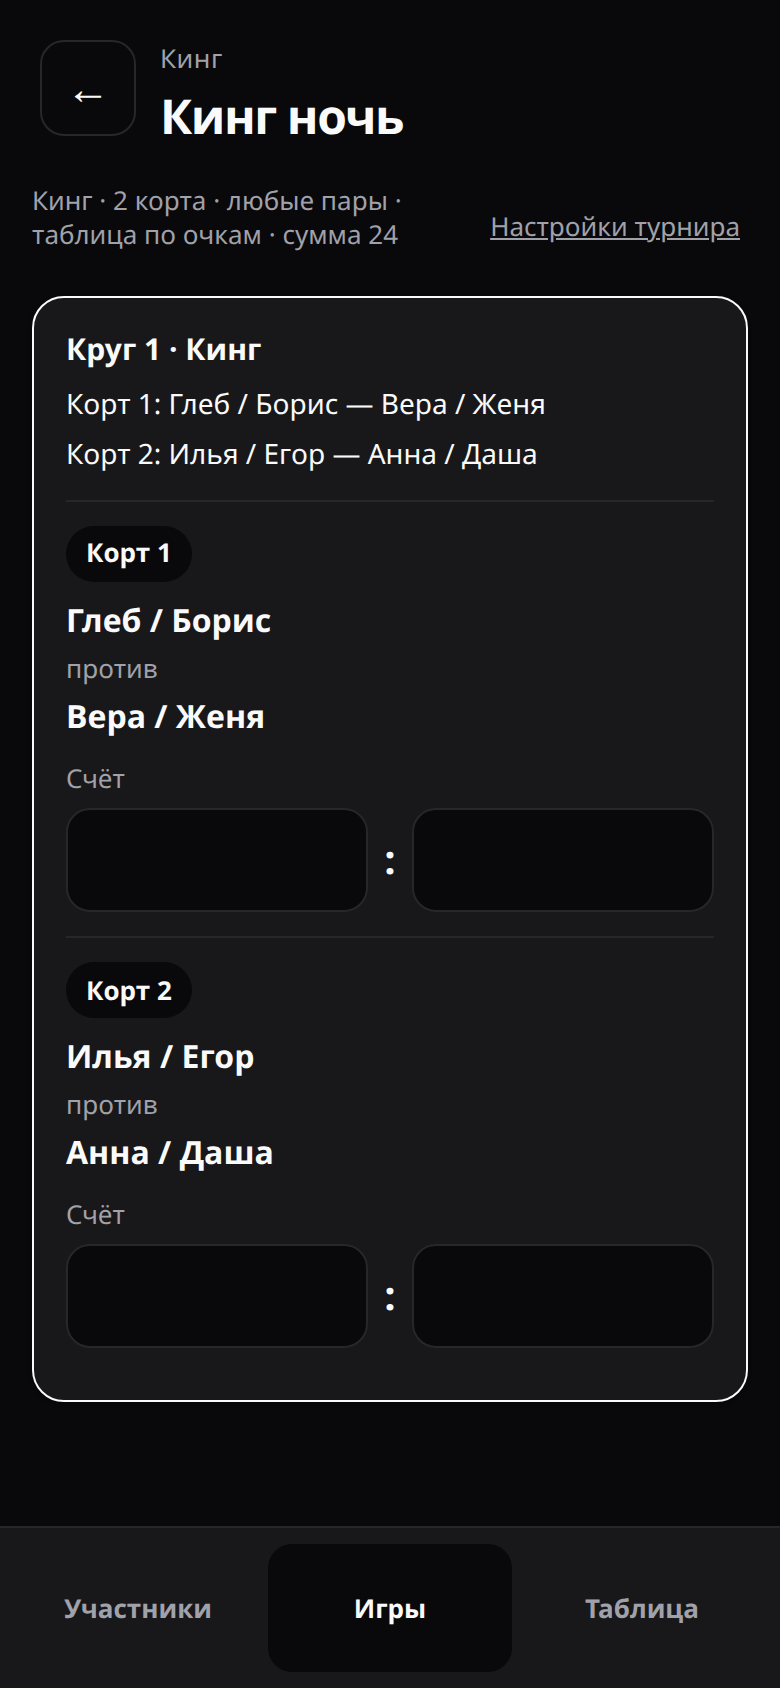 ←
Кинг
Кинг ночь
Кинг · 2 корта · любые пары ·
таблица по очкам · сумма 24
Настройки турнира
Круг 1 · Кинг
Корт 1: Глеб / Борис — Вера / Женя
Корт 2: Илья / Егор — Анна / Даша
Корт 1
Глеб / Борис
против
Вера / Женя
Счёт
:
Корт 2
Илья / Егор
против
Анна / Даша
Счёт
:
Участники
Игры
Таблица